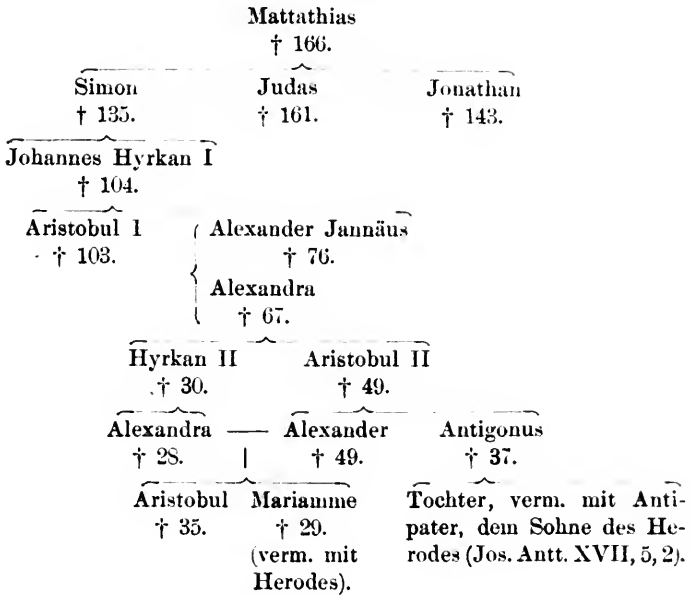 Mattathias
† 166.
Simon Judas Jonathan
† 135. † 161. † 143.
Johannes Hyrkan I
† 104.
Aristobul I Alexander Jannäus
† 103. † 76.
Alexandra
† 67.
Hyrkan II Aristobul II
† 30. † 49.
Alexandra — Alexander Antigonus
† 28. † 49. † 37.
Aristobul Mariamme Tochter, verm. mit Anti-
† 35. † 29. pater, dem Sohne des He-
(verm. mit rodes (Jos. Antt. XVII, 5, 2).
Herodes).